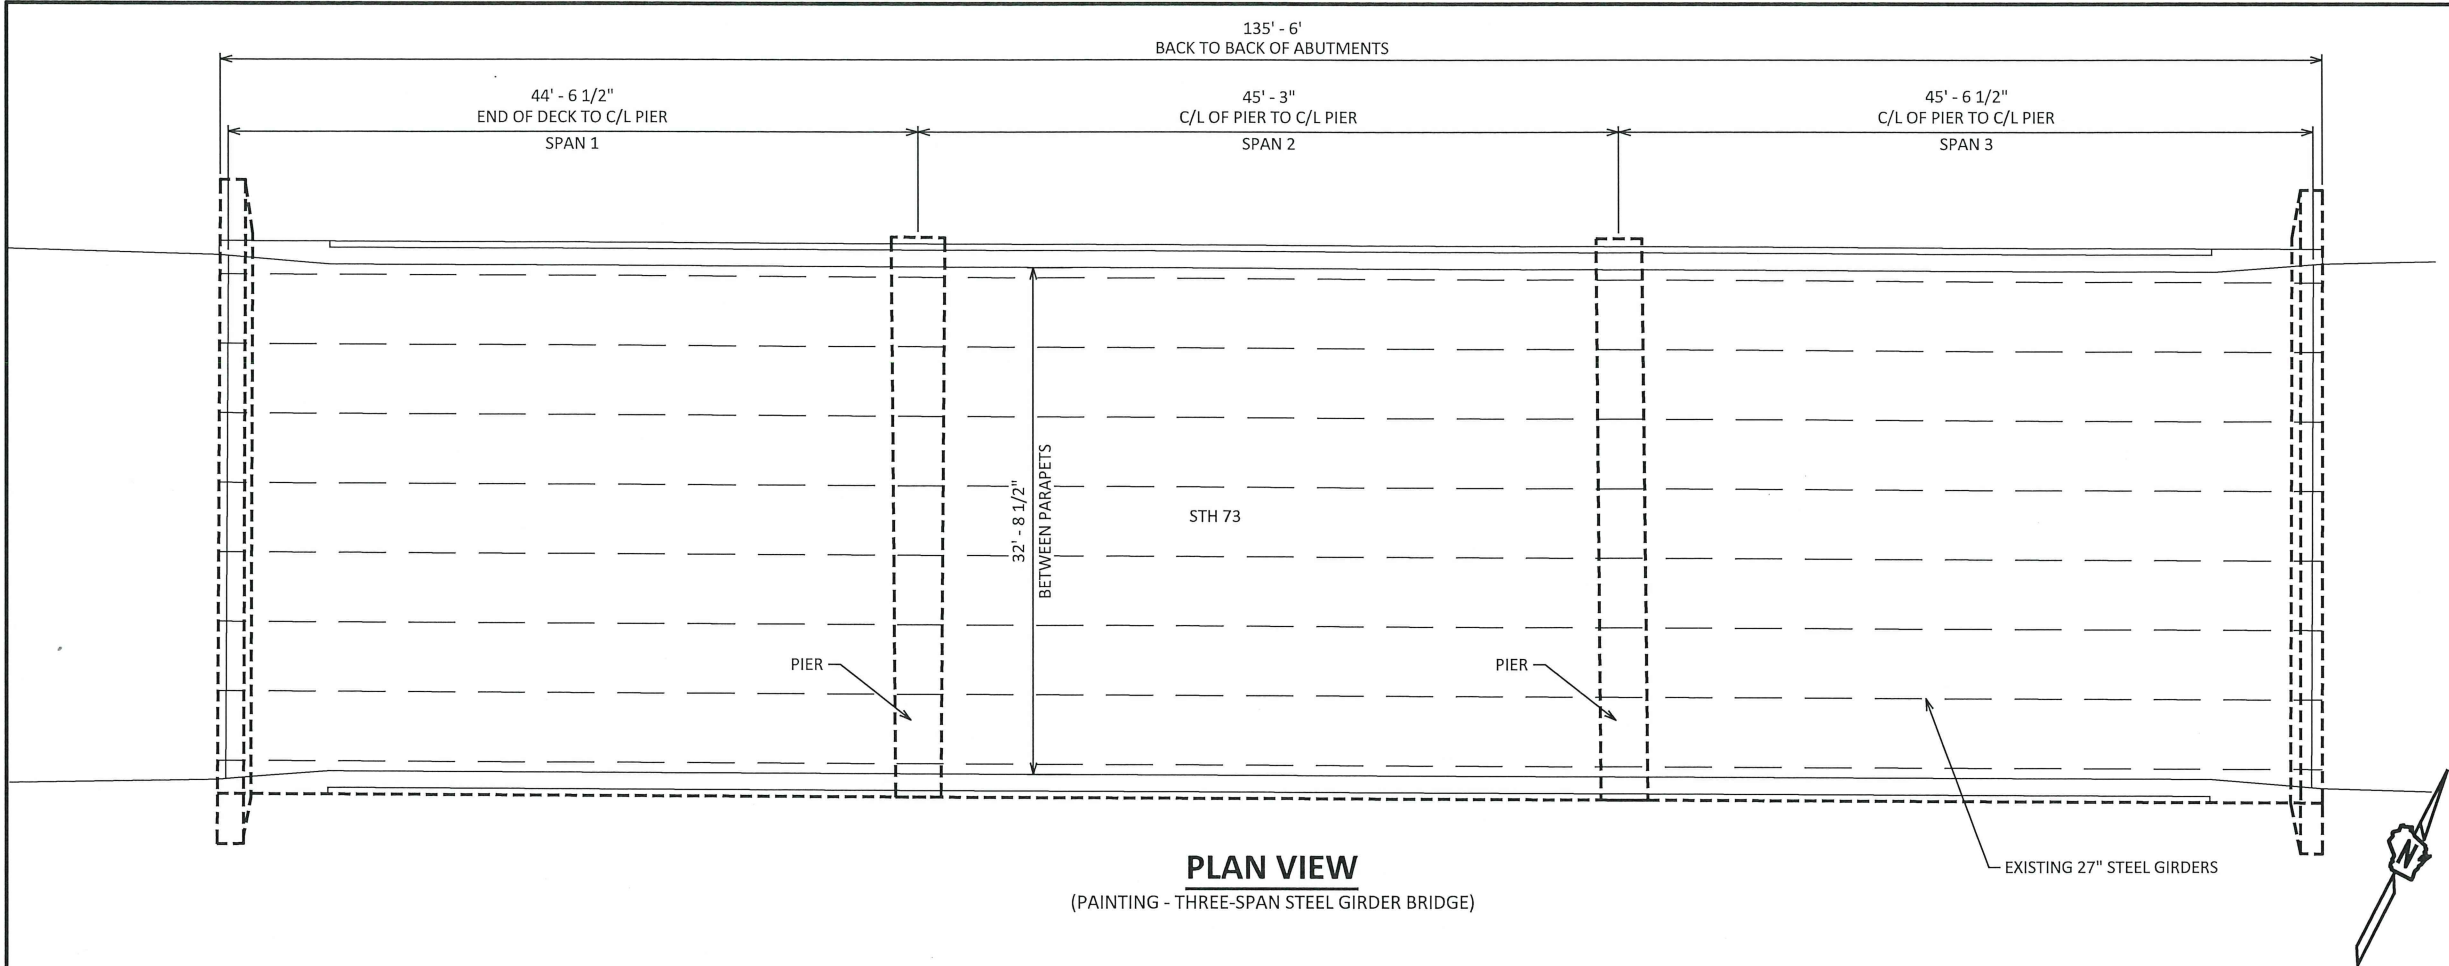 135' - 6'
BACK TO BACK OF ABUTMENTS
44' - 6 1/2"
END OF DECK TO C/L PIER
SPAN 1
45' - 3"
C/L OF PIER TO C/L PIER
SPAN 2
45' - 6 1/2"
C/L OF PIER TO C/L PIER
SPAN 3
32' - 8 1/2"
BETWEEN PARAPETS
STH 73
PIER
PIER
EXISTING 27" STEEL GIRDERS
N
PLAN VIEW
(PAINTING - THREE-SPAN STEEL GIRDER BRIDGE)